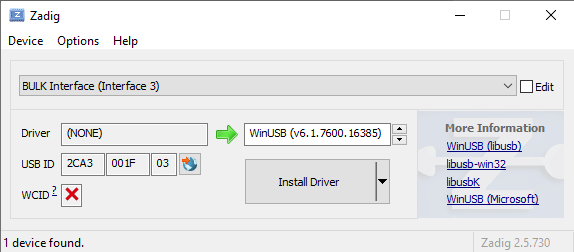 Zadig
Device Options Help
BULK Interface (Interface 3)
Edit
Driver (NONE) WinUSB (v6.1.7600.16385)
USB ID 2CA3 001F 03
WCID ?
Install Driver
More Information
WinUSB (libusb)
libusb-win32
libusbK
WinUSB (Microsoft)
1 device found.
Zadig 2.5.730